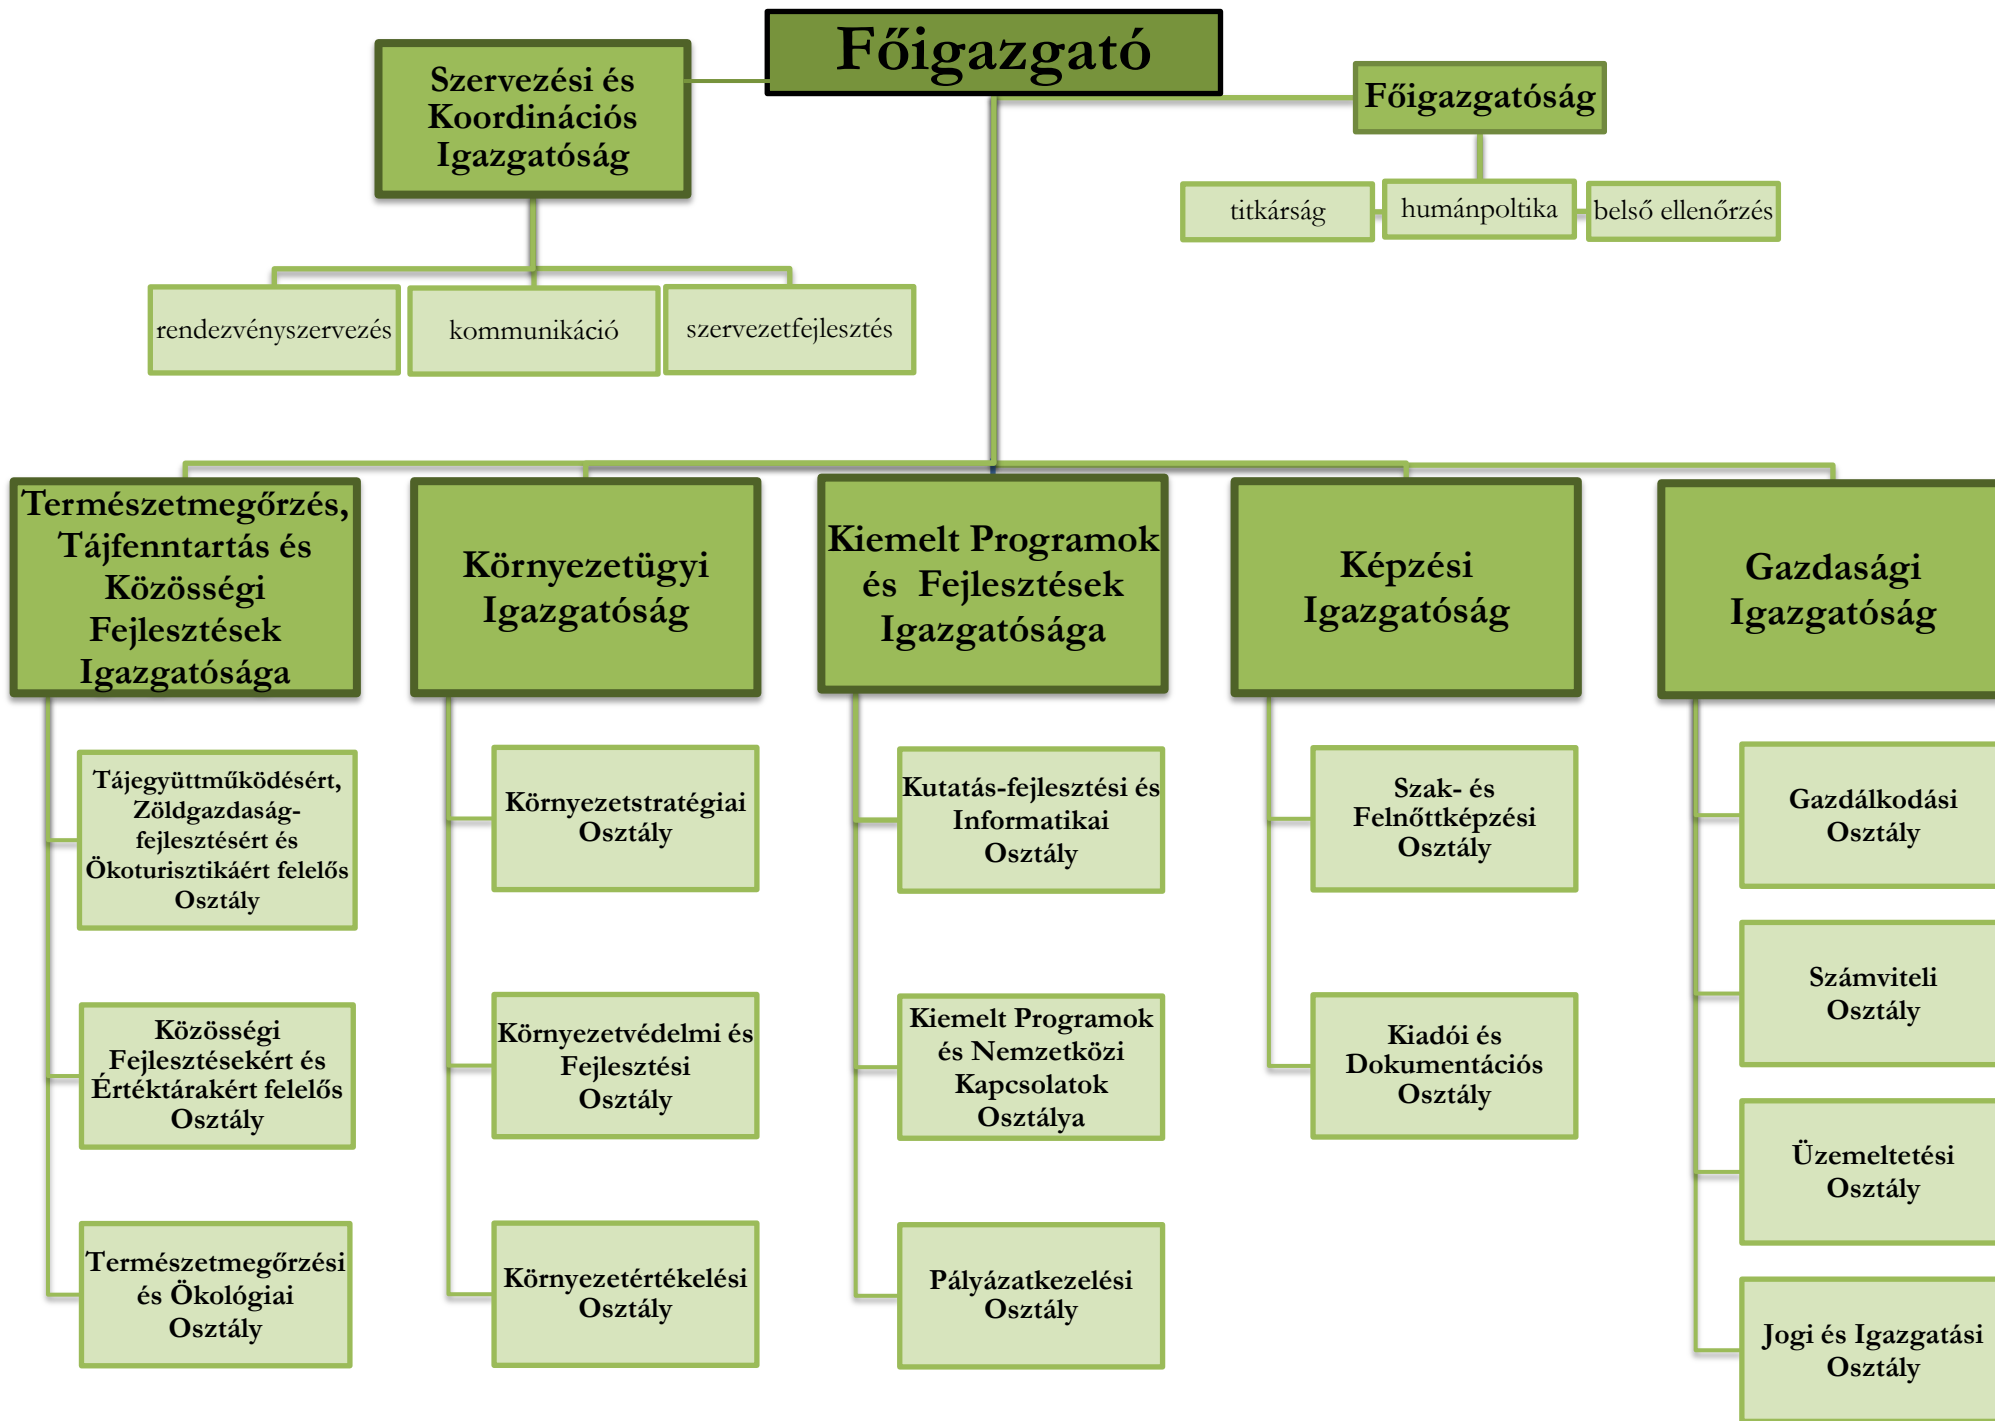 Főigazgató
Szervezési és
Koordinációs
Igazgatóság
Főigazgatóság
titkárság
humánpoltika
belső ellenőrzés
rendezvényszervezés
kommunikáció
szervezetfejlesztés
Természetmegőrzés,
Tájfenntartás és
Közösségi
Fejlesztések
Igazgatósága
Környezetügyi
Igazgatóság
Kiemelt Programok
és Fejlesztések
Igazgatósága
Képzési
Igazgatóság
Gazdasági
Igazgatóság
Tájegyüttműködésért,
Zöldgazdaság-
fejlesztésért és
Ökoturisztikáért felelős
Osztály
Közösségi
Fejlesztésekért és
Értéktárakért felelős
Osztály
Természetmegőrzési
és Ökológiai
Osztály
Környezetstratégiai
Osztály
Környezetvédelmi és
Fejlesztési
Osztály
Környezetértékelési
Osztály
Kutatás-fejlesztési és
Informatikai
Osztály
Kiemelt Programok
és Nemzetközi
Kapcsolatok
Osztálya
Pályázatkezelési
Osztály
Szak- és
Felnőttképzési
Osztály
Kiadói és
Dokumentációs
Osztály
Gazdálkodási
Osztály
Számviteli
Osztály
Üzemeltetési
Osztály
Jogi és Igazgatási
Osztály